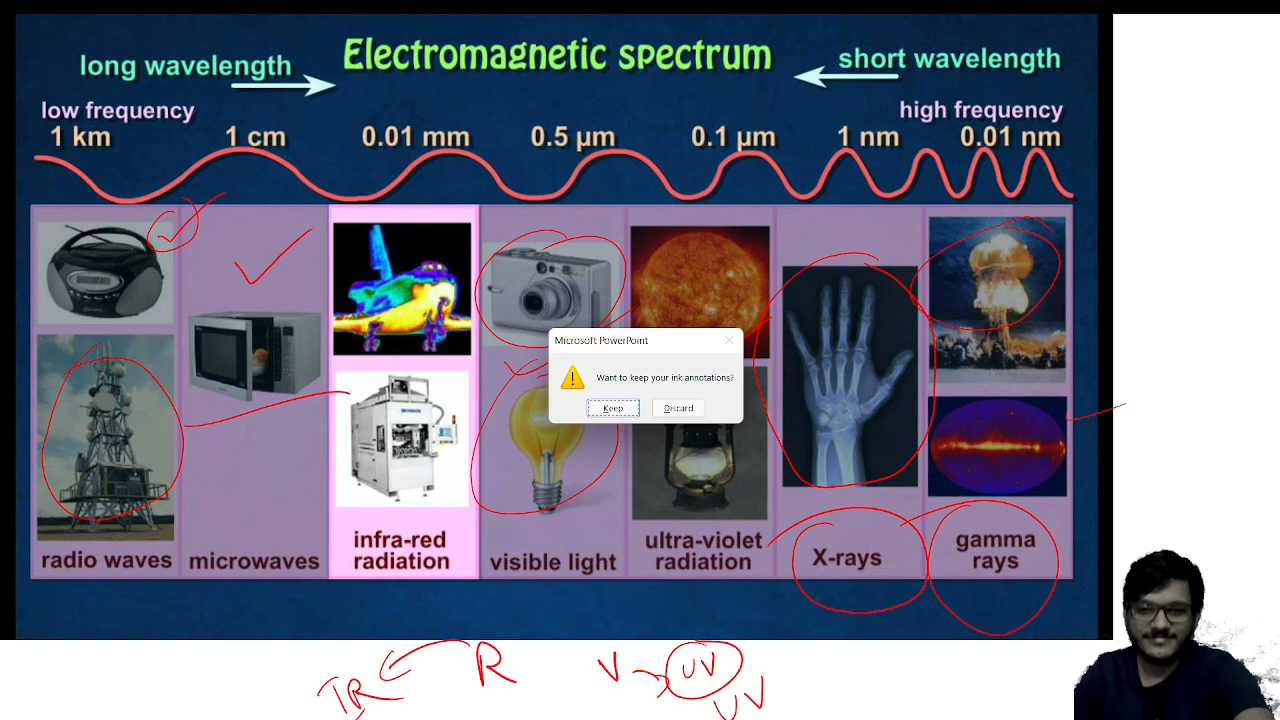 Electromagnetic spectrum
long wavelength
short wavelength
low frequency
high frequency
1 km 1 cm 0.01 mm 0.5 µm 0.1 µm 1 nm 0.01 nm
Microsoft PowerPoint
Want to keep your ink annotations?
Keep Discard
radio waves
microwaves
infra-red
radiation
visible light
ultra-violet
radiation
X-rays
gamma
rays
IR R V UV
UV